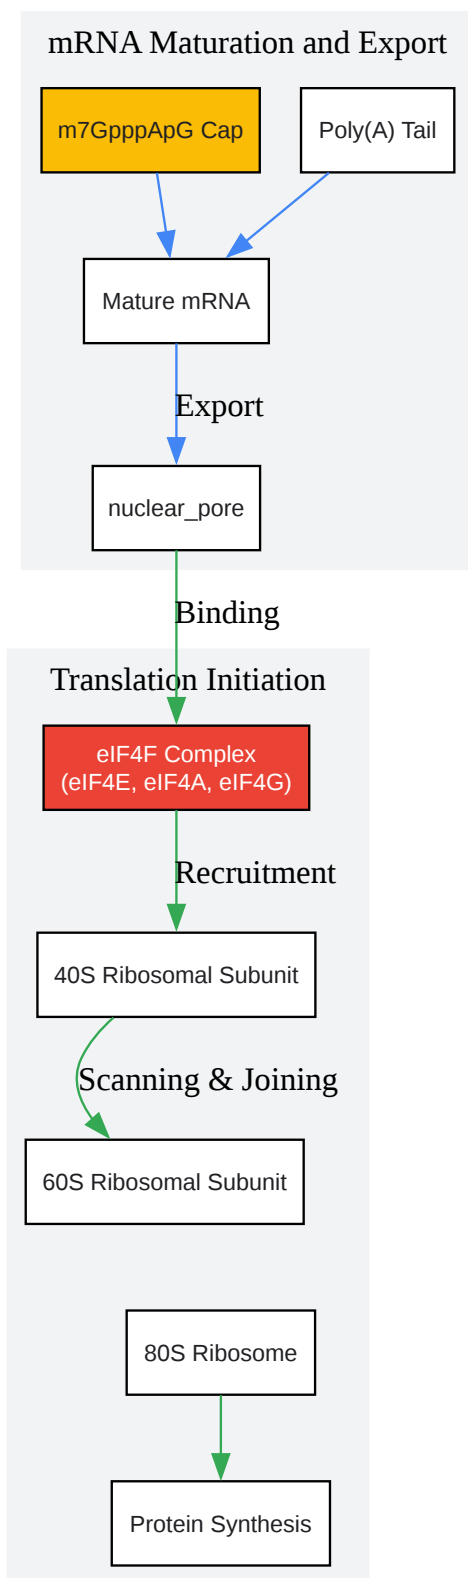 mRNA Maturation and Export
m7GpppApG Cap
Poly(A) Tail
Mature mRNA
Export
nuclear_pore
Binding
Translation Initiation
eIF4F Complex
(eIF4E, eIF4A, eIF4G)
Recruitment
40S Ribosomal Subunit
Scanning & Joining
60S Ribosomal Subunit
80S Ribosome
Protein Synthesis